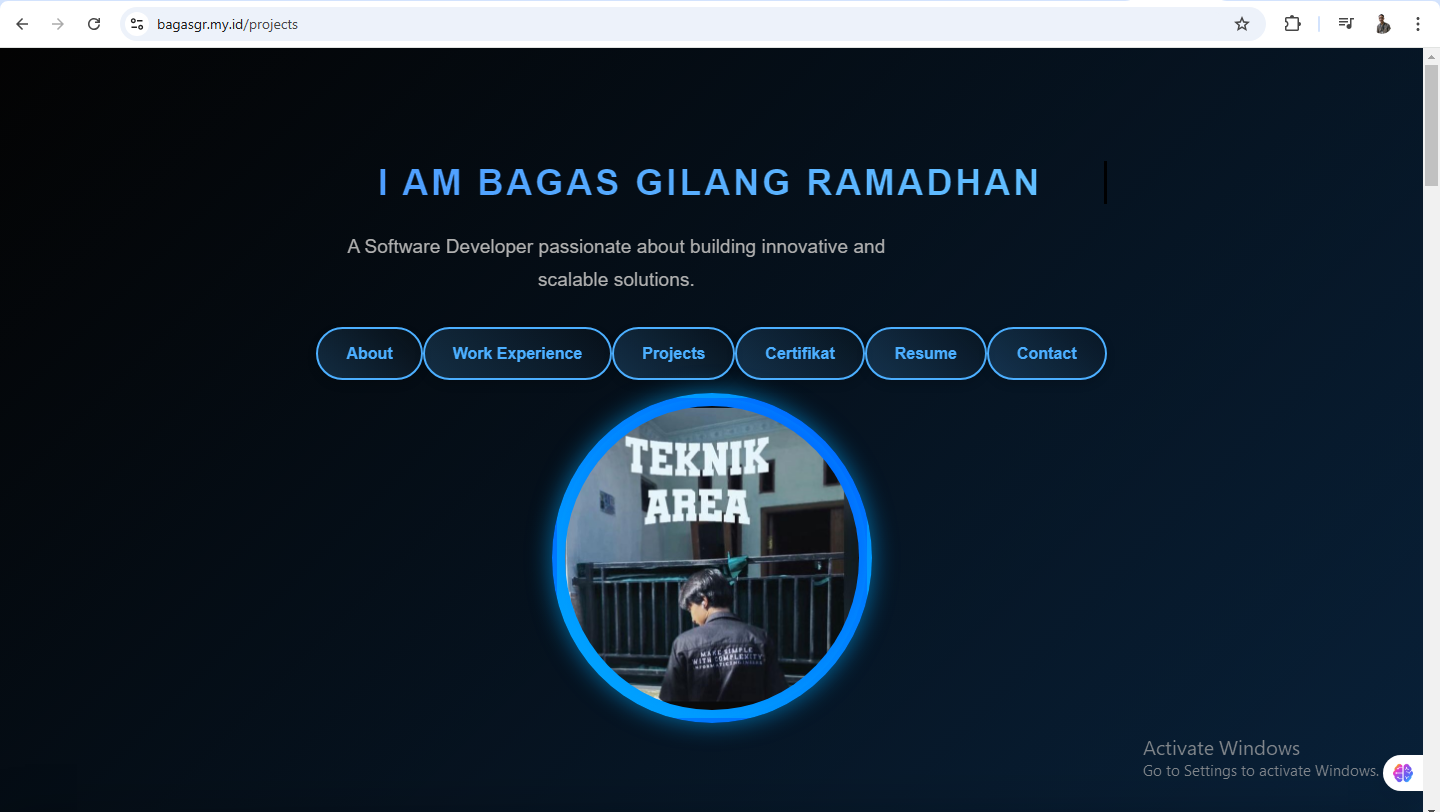 bagasgr.my.id/projects
I AM BAGAS GILANG RAMADHAN
A Software Developer passionate about building innovative and
scalable solutions.
About Work Experience Projects Certifikat Resume Contact
TEKNIK
AREA
MAKE SIMPLE
WITH COMPLEXITY
Activate Windows
Go to Settings to activate Windows.